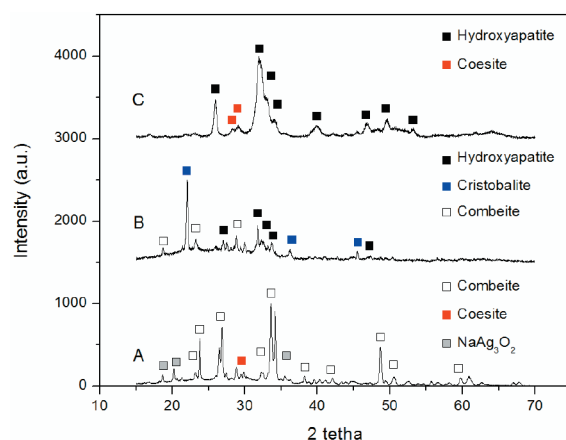 4000
3000
2000
1000
0
Intensity (a.u.)
C
Hydroxyapatite
Coesite
B
Hydroxyapatite
Cristobalite
Combeite
A
Combeite
Coesite
NaAg₃O₂
10 20 30 40 50 60 70
2 tetha